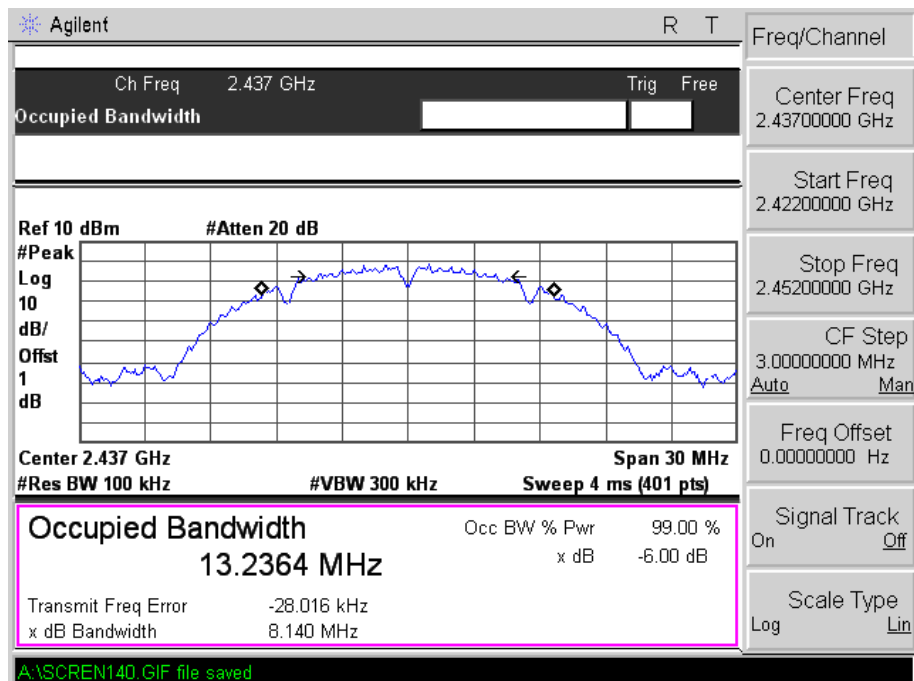 Agilent R T
Ch Freq 2.437 GHz Trig Free
Occupied Bandwidth
Ref 10 dBm #Atten 20 dB
#Peak
Log
10
dB/
Offst
1
dB
Center 2.437 GHz Span 30 MHz
#Res BW 100 kHz #VBW 300 kHz Sweep 4 ms (401 pts)
Occupied Bandwidth Occ BW % Pwr 99.00 %
13.2364 MHz x dB -6.00 dB
Transmit Freq Error -28.016 kHz
x dB Bandwidth 8.140 MHz
A:\SCREN140.GIF file saved
Freq/Channel
Center Freq
2.43700000 GHz
Start Freq
2.42200000 GHz
Stop Freq
2.45200000 GHz
CF Step
3.00000000 MHz
Auto Man
Freq Offset
0.00000000 Hz
Signal Track
On Off
Scale Type
Log Lin